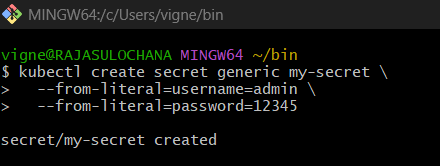 MINGW64:/c/Users/vigne/bin
vigne@RAJASULOCHANA MINGW64 ~/bin
$ kubectl create secret generic my-secret \
>   --from-literal=username=admin \
>   --from-literal=password=12345
secret/my-secret created